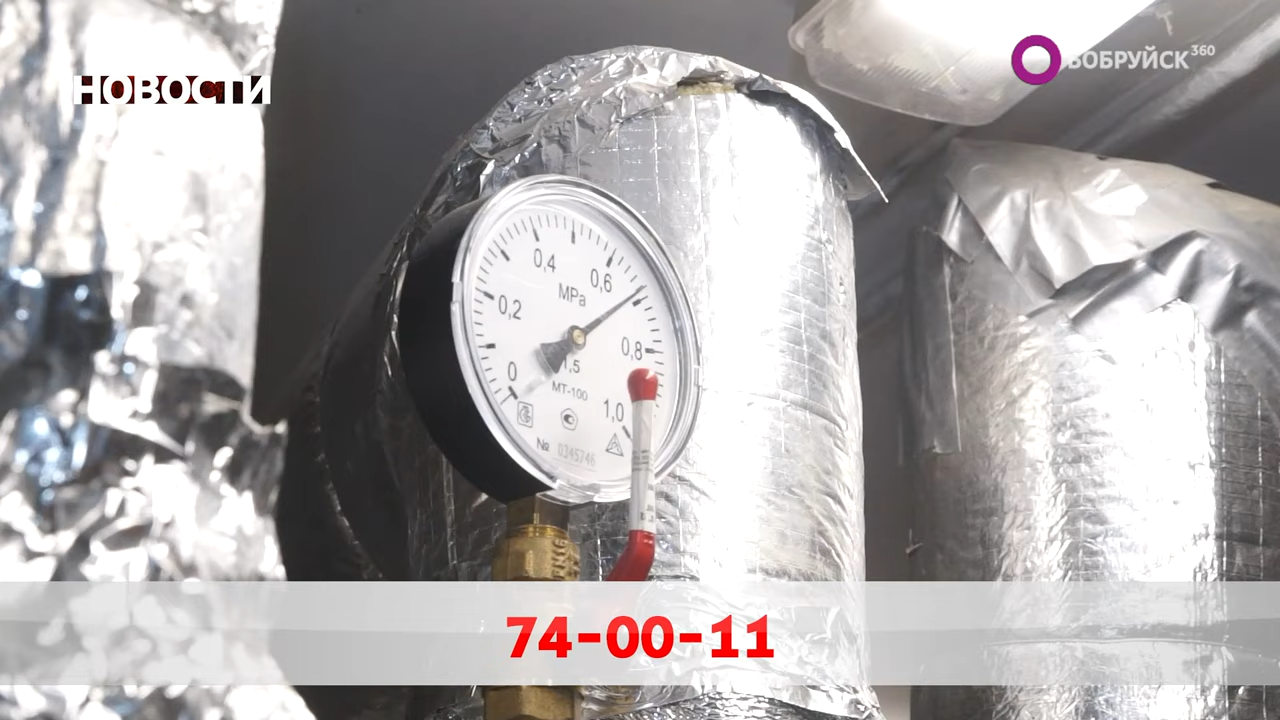 НОВОСТИ
БОБРУЙСК360
0,4
0,6
MPa
0,2
0,8
0
1,5
МТ-100
1,0
№ 0345746
74-00-11